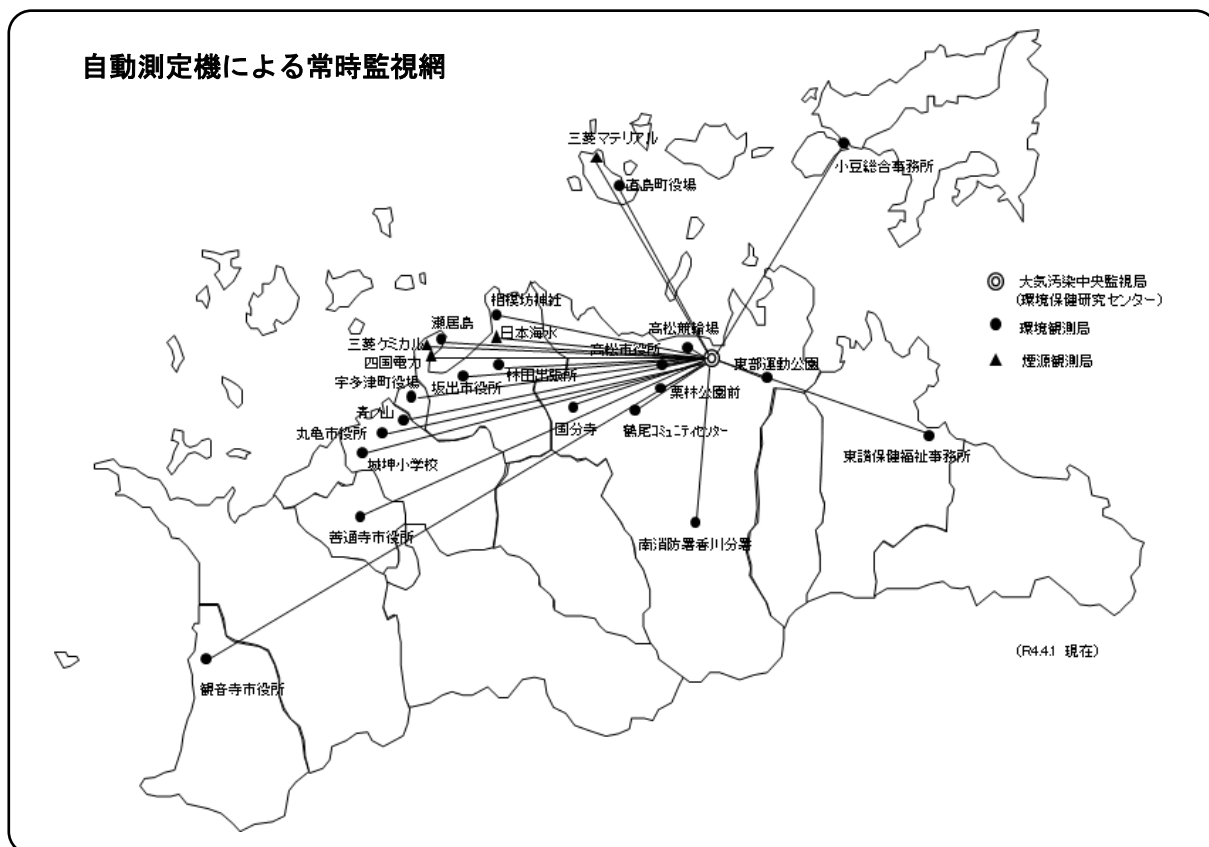 自動測定機による常時監視網
三菱マテリアル
直島町役場
小豆総合事務所
大気汚染中央監視局
(環境保健研究センター)
環境観測局
煙源観測局
相模坊神社
瀬居島
日本海水
三菱ケミカル
四国電力
高松競輪場
高松市役所
東部運動公園
林田出張所
坂出市役所
宇多津町役場
栗林公園前
青ノ山
国分寺
鶴尾コミュニティセンター
丸亀市役所
城坤小学校
東讃保健福祉事務所
善通寺市役所
南消防署香川分署
観音寺市役所
(R4.4.1 現在)